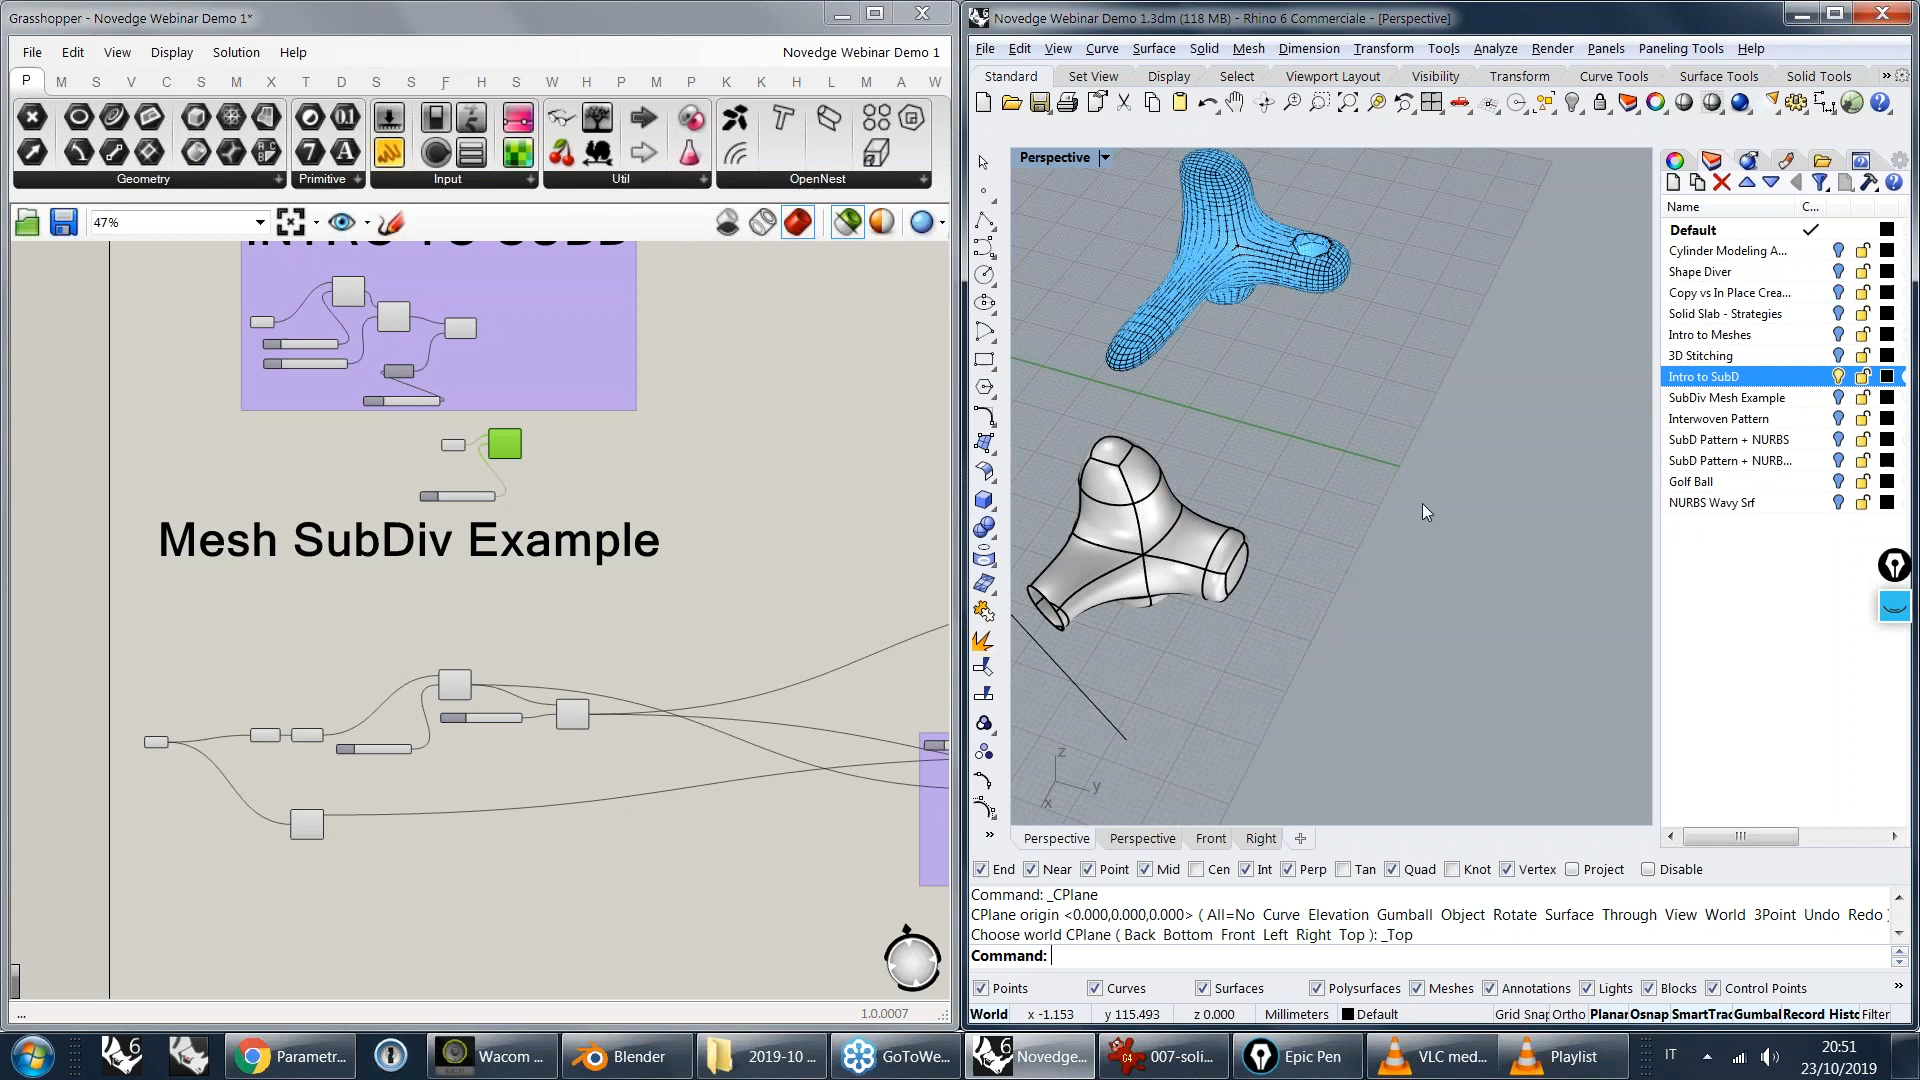 Grasshopper - Novedge Webinar Demo 1*
File Edit View Display Solution Help
Novedge Webinar Demo 1
P M S V C S M X T D S S F H S W H P M P K K H L M A W
Geometry
Primitive
Input
Util
OpenNest
47%
Mesh SubDiv Example
...
1.0.0007
Novedge Webinar Demo 1.3dm (118 MB) - Rhino 6 Commerciale - [Perspective]
File Edit View Curve Surface Solid Mesh Dimension Transform Tools Analyze Render Panels Paneling Tools Help
Standard Set View Display Select Viewport Layout Visibility Transform Curve Tools Surface Tools Solid Tools »
Perspective
z
y
x
Name C...
Default
Cylinder Modeling A...
Shape Diver
Copy vs In Place Crea...
Solid Slab - Strategies
Intro to Meshes
3D Stitching
Intro to SubD
SubDiv Mesh Example
Interwoven Pattern
SubD Pattern + NURBS
SubD Pattern + NURB...
Golf Ball
NURBS Wavy Srf
Perspective Perspective Front Right
End Near Point Mid Cen Int Perp Tan Quad Knot Vertex Project Disable
Command: _CPlane
CPlane origin <0.000,0.000,0.000> ( All=No Curve Elevation Gumball Object Rotate Surface Through View World 3Point Undo Redo )
Choose world CPlane ( Back Bottom Front Left Right Top ): _Top
Command:
Points Curves Surfaces Polysurfaces Meshes Annotations Lights Blocks Control Points »
World x -1.153 y 115.493 z 0.000 Millimeters Default Grid Snap Ortho Planar Osnap SmartTrac Gumbal Record Histo Filter
Parametr... Wacom ... Blender 2019-10 ... GoToWe... Novedge... 007-soli... Epic Pen VLC med... Playlist IT
20:51
23/10/2019